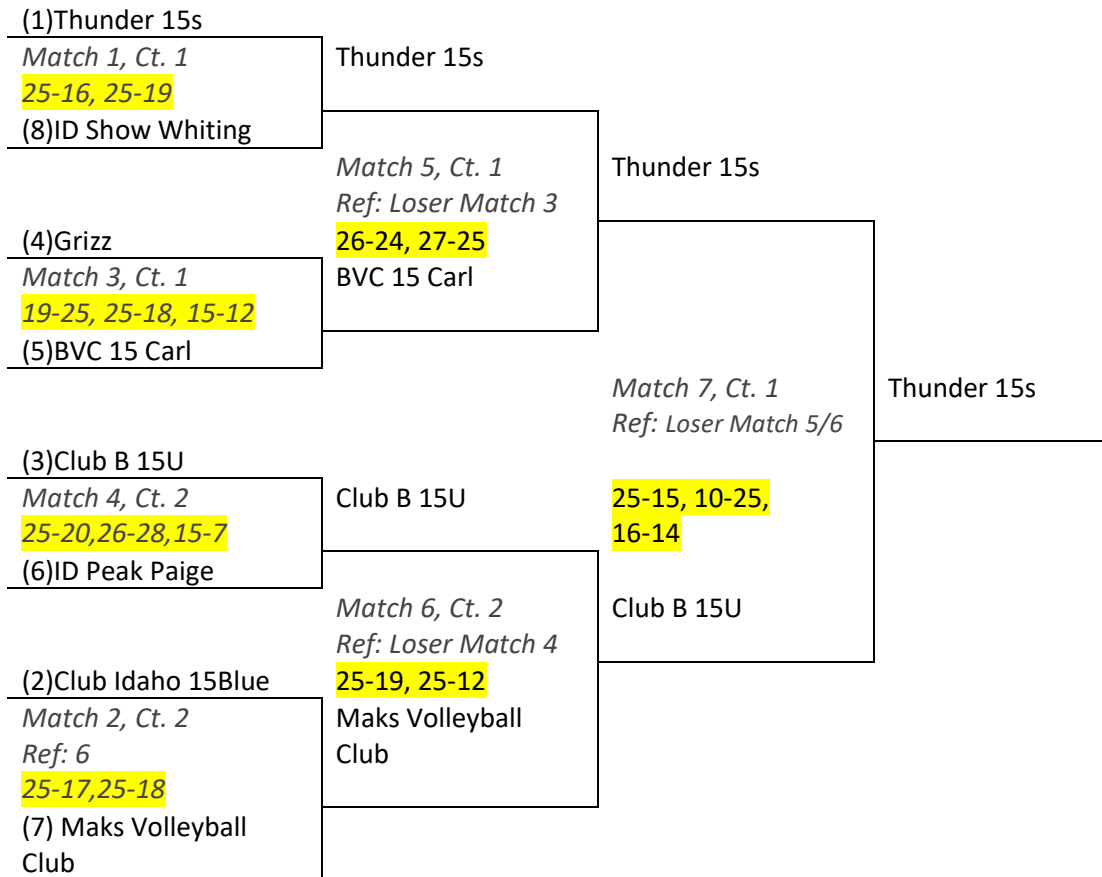 (1)Thunder 15s
Match 1, Ct. 1
25-16, 25-19
(8)ID Show Whiting
(4)Grizz
Match 3, Ct. 1
19-25, 25-18, 15-12
(5)BVC 15 Carl
(3)Club B 15U
Match 4, Ct. 2
25-20,26-28,15-7
(6)ID Peak Paige
(2)Club Idaho 15Blue
Match 2, Ct. 2
Ref: 6
25-17,25-18
(7) Maks Volleyball
Club
Thunder 15s
Match 5, Ct. 1
Ref: Loser Match 3
26-24, 27-25
BVC 15 Carl
Club B 15U
Match 6, Ct. 2
Ref: Loser Match 4
25-19, 25-12
Maks Volleyball
Club
Thunder 15s
Match 7, Ct. 1
Ref: Loser Match 5/6
25-15, 10-25,
16-14
Club B 15U
Thunder 15s